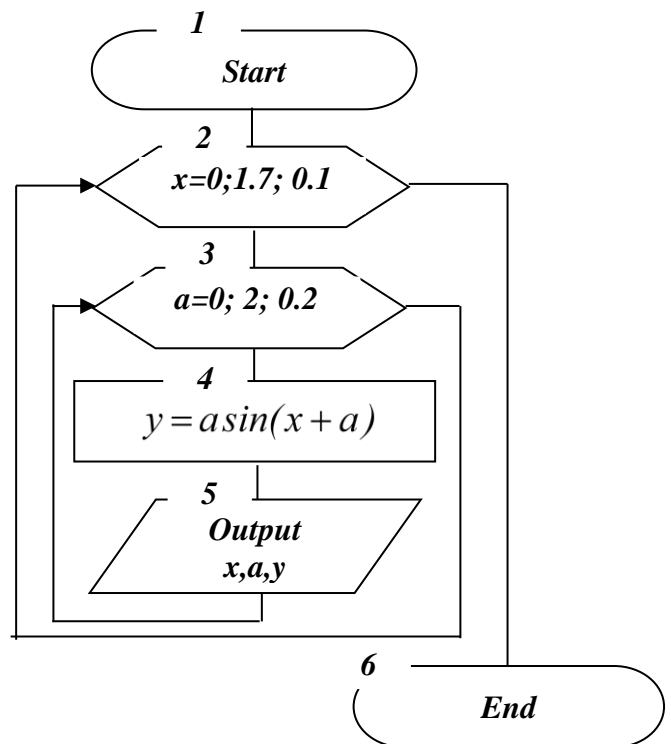 1
Start
2
x=0;1.7; 0.1
3
a=0; 2; 0.2
4
y = asin(x + a)
5
Output
x,a,y
6
End